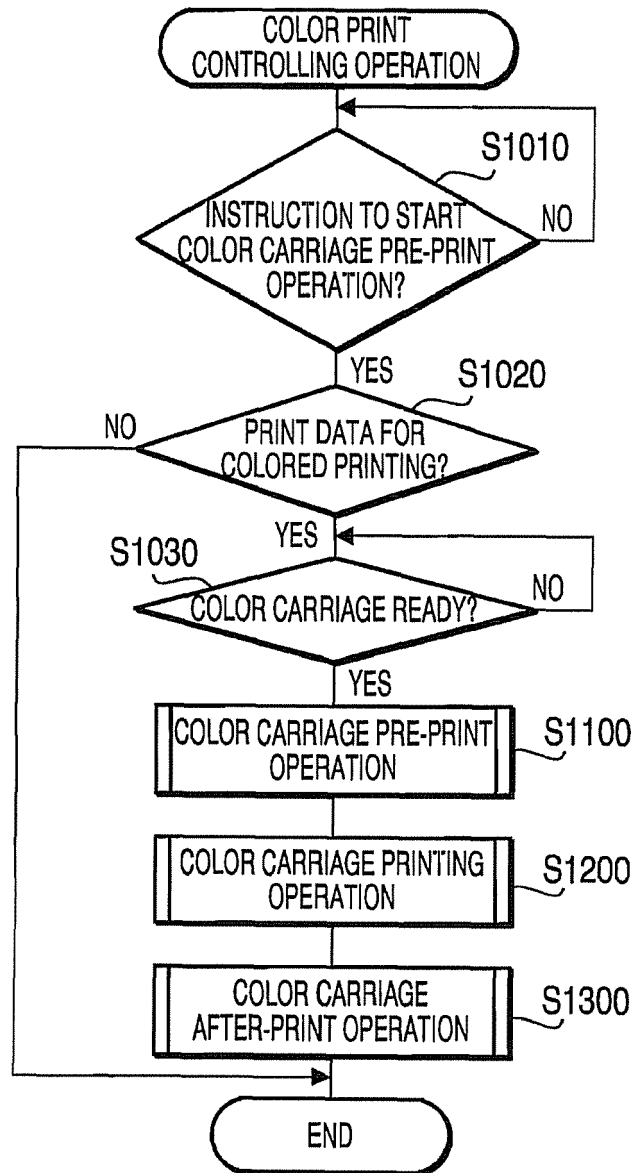 COLOR PRINT
CONTROLLING OPERATION
S1010
INSTRUCTION TO START
COLOR CARRIAGE PRE-PRINT
OPERATION?
NO
YES
S1020
NO
PRINT DATA FOR
COLORED PRINTING?
YES
S1030
COLOR CARRIAGE READY?
NO
YES
COLOR CARRIAGE PRE-PRINT
OPERATION
S1100
COLOR CARRIAGE PRINTING
OPERATION
S1200
COLOR CARRIAGE
AFTER-PRINT OPERATION
S1300
END